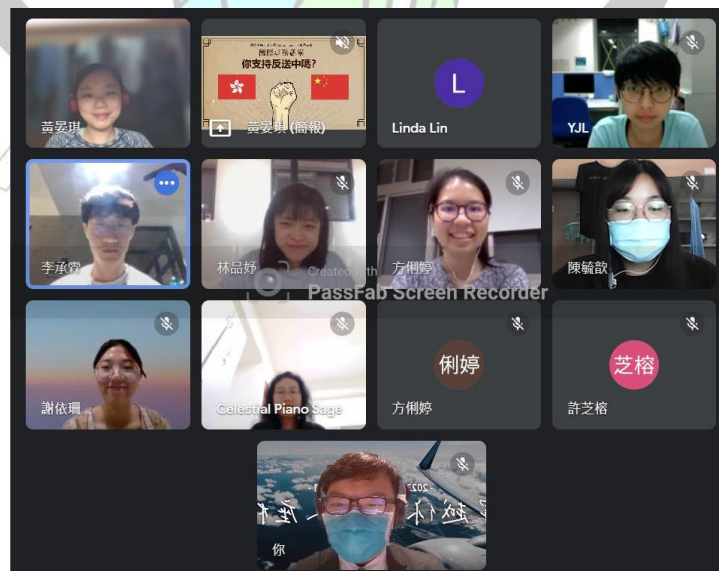 你支持反送中嗎?
黃晏琪
黃晏琪 (簡報)
L
Linda Lin
YJL
李承霖
林品妤
方俐婷
陳毓歆
Created with
PassFab Screen Recorder
謝依珊
Celestial Piano Sage
俐婷
方俐婷
芝榕
許芝榕
你